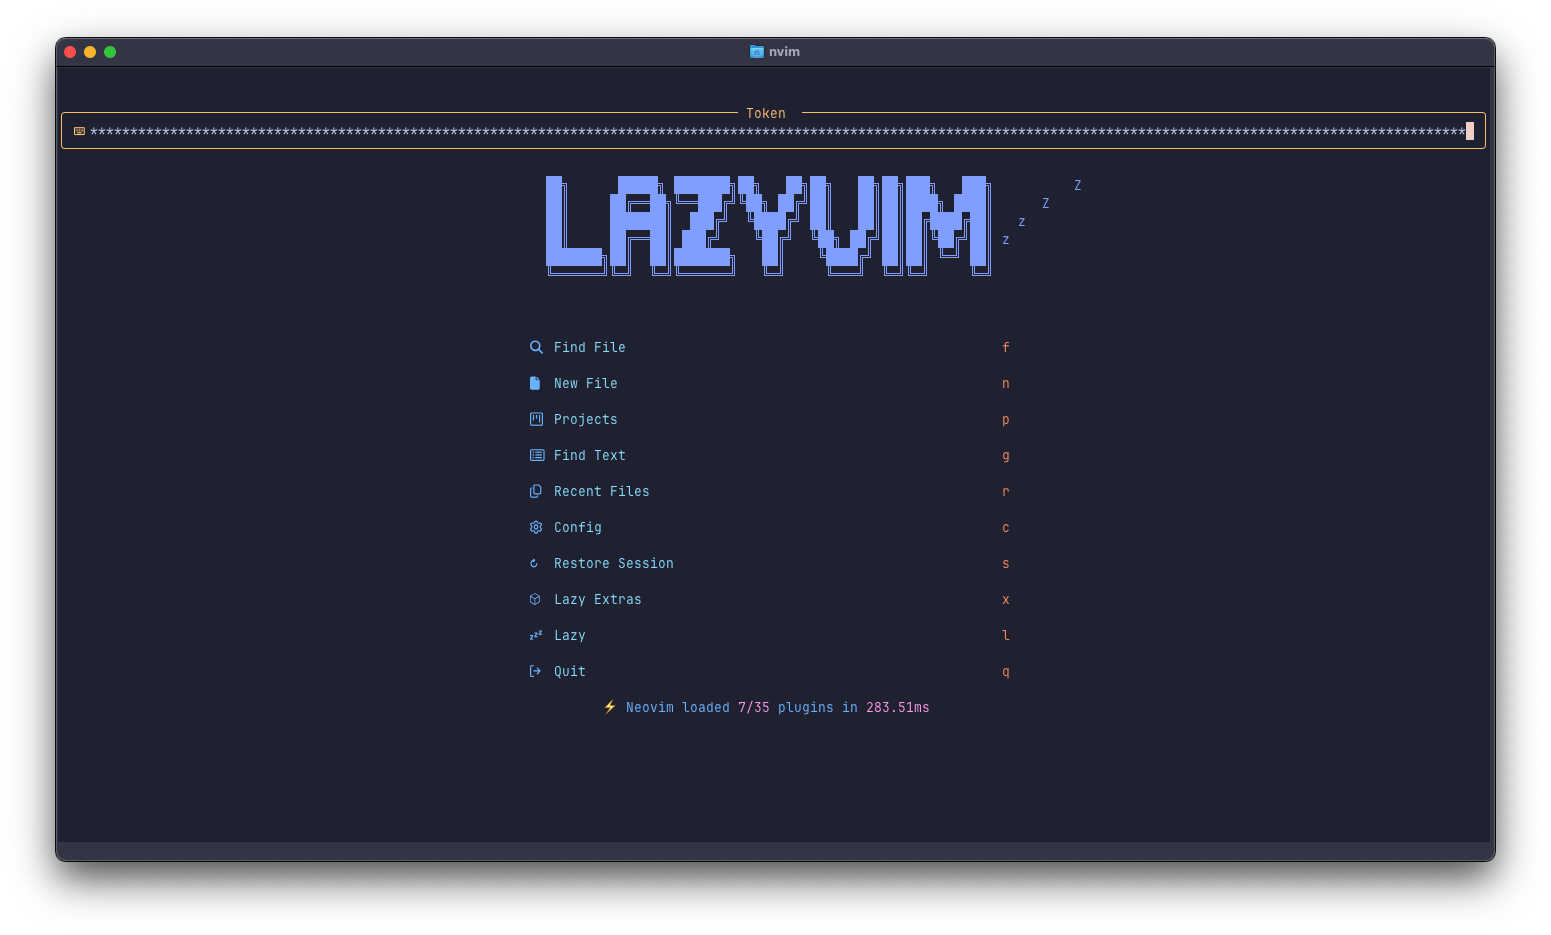 nvim
Token
****************************************************************************************************************************************************************************
LAZYVIM
Z
Z
z
z
Find File f
New File n
Projects p
Find Text g
Recent Files r
Config c
Restore Session s
Lazy Extras x
zzz Lazy l
Quit q
⚡ Neovim loaded 7/35 plugins in 283.51ms